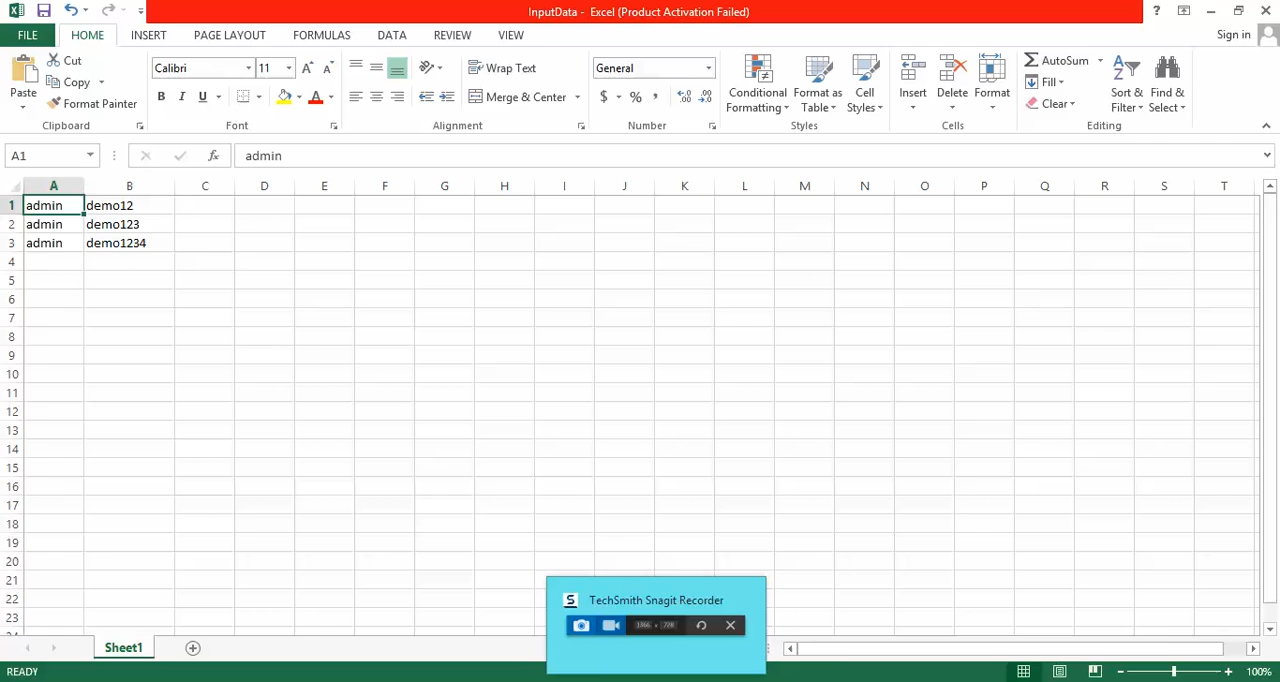 InputData - Excel (Product Activation Failed)
FILE HOME INSERT PAGE LAYOUT FORMULAS DATA REVIEW VIEW Sign in
Paste Cut Copy Format Painter Clipboard
Calibri 11 B I U A Font
Wrap Text Merge & Center Alignment
General $ % , Number
Conditional Formatting Format as Table Cell Styles Styles
Insert Delete Format Cells
AutoSum Fill Clear Sort & Filter Find & Select Editing
A1 fx admin
A B C D E F G H I J K L M N O P Q R S T
1 admin demo12
2 admin demo123
3 admin demo1234
4
5
6
7
8
9
10
11
12
13
14
15
16
17
18
19
20
21
22
23
TechSmith Snagit Recorder
Sheet1
READY 100%